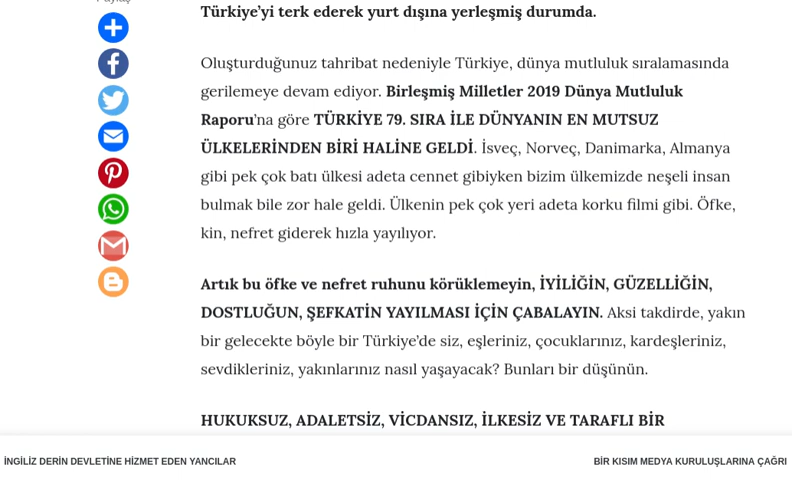 Türkiye’yi terk ederek yurt dışına yerleşmiş durumda.
Oluşturduğunuz tahribat nedeniyle Türkiye, dünya mutluluk sıralamasında
gerilemeye devam ediyor. Birleşmiş Milletler 2019 Dünya Mutluluk
Raporu’na göre TÜRKİYE 79. SIRA İLE DÜNYANIN EN MUTSUZ
ÜLKELERİNDEN BİRİ HALİNE GELDİ. İsveç, Norveç, Danimarka, Almanya
gibi pek çok batı ülkesi adeta cennet gibiyken bizim ülkemizde neşeli insan
bulmak bile zor hale geldi. Ülkenin pek çok yeri adeta korku filmi gibi. Öfke,
kin, nefret giderek hızla yayılıyor.
Artık bu öfke ve nefret ruhunu körüklemeyin, İYİLİĞİN, GÜZELLİĞİN,
DOSTLUĞUN, ŞEFKATİN YAYILMASI İÇİN ÇABALAYIN. Aksi takdirde, yakın
bir gelecekte böyle bir Türkiye’de siz, eşleriniz, çocuklarınız, kardeşleriniz,
sevdikleriniz, yakınlarınız nasıl yaşayacak? Bunları bir düşünün.
HUKUKSUZ, ADALETSİZ, VİCDANSIZ, İLKESİZ VE TARAFLI BİR
İNGİLİZ DERİN DEVLETİNE HİZMET EDEN YANCILAR
BİR KISIM MEDYA KURULUŞLARINA ÇAĞRI